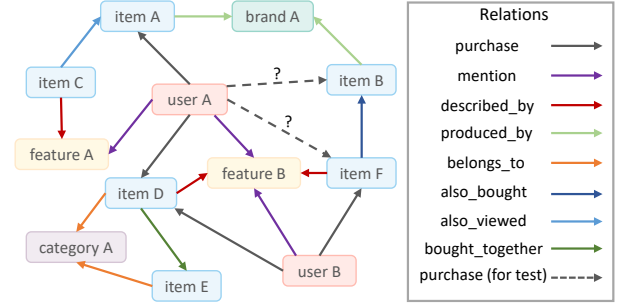 item A
brand A
item C
user A
?
item B
?
feature A
feature B
item F
item D
category A
item E
user B
Relations
purchase
mention
described_by
produced_by
belongs_to
also_bought
also_viewed
bought_together
purchase (for test)